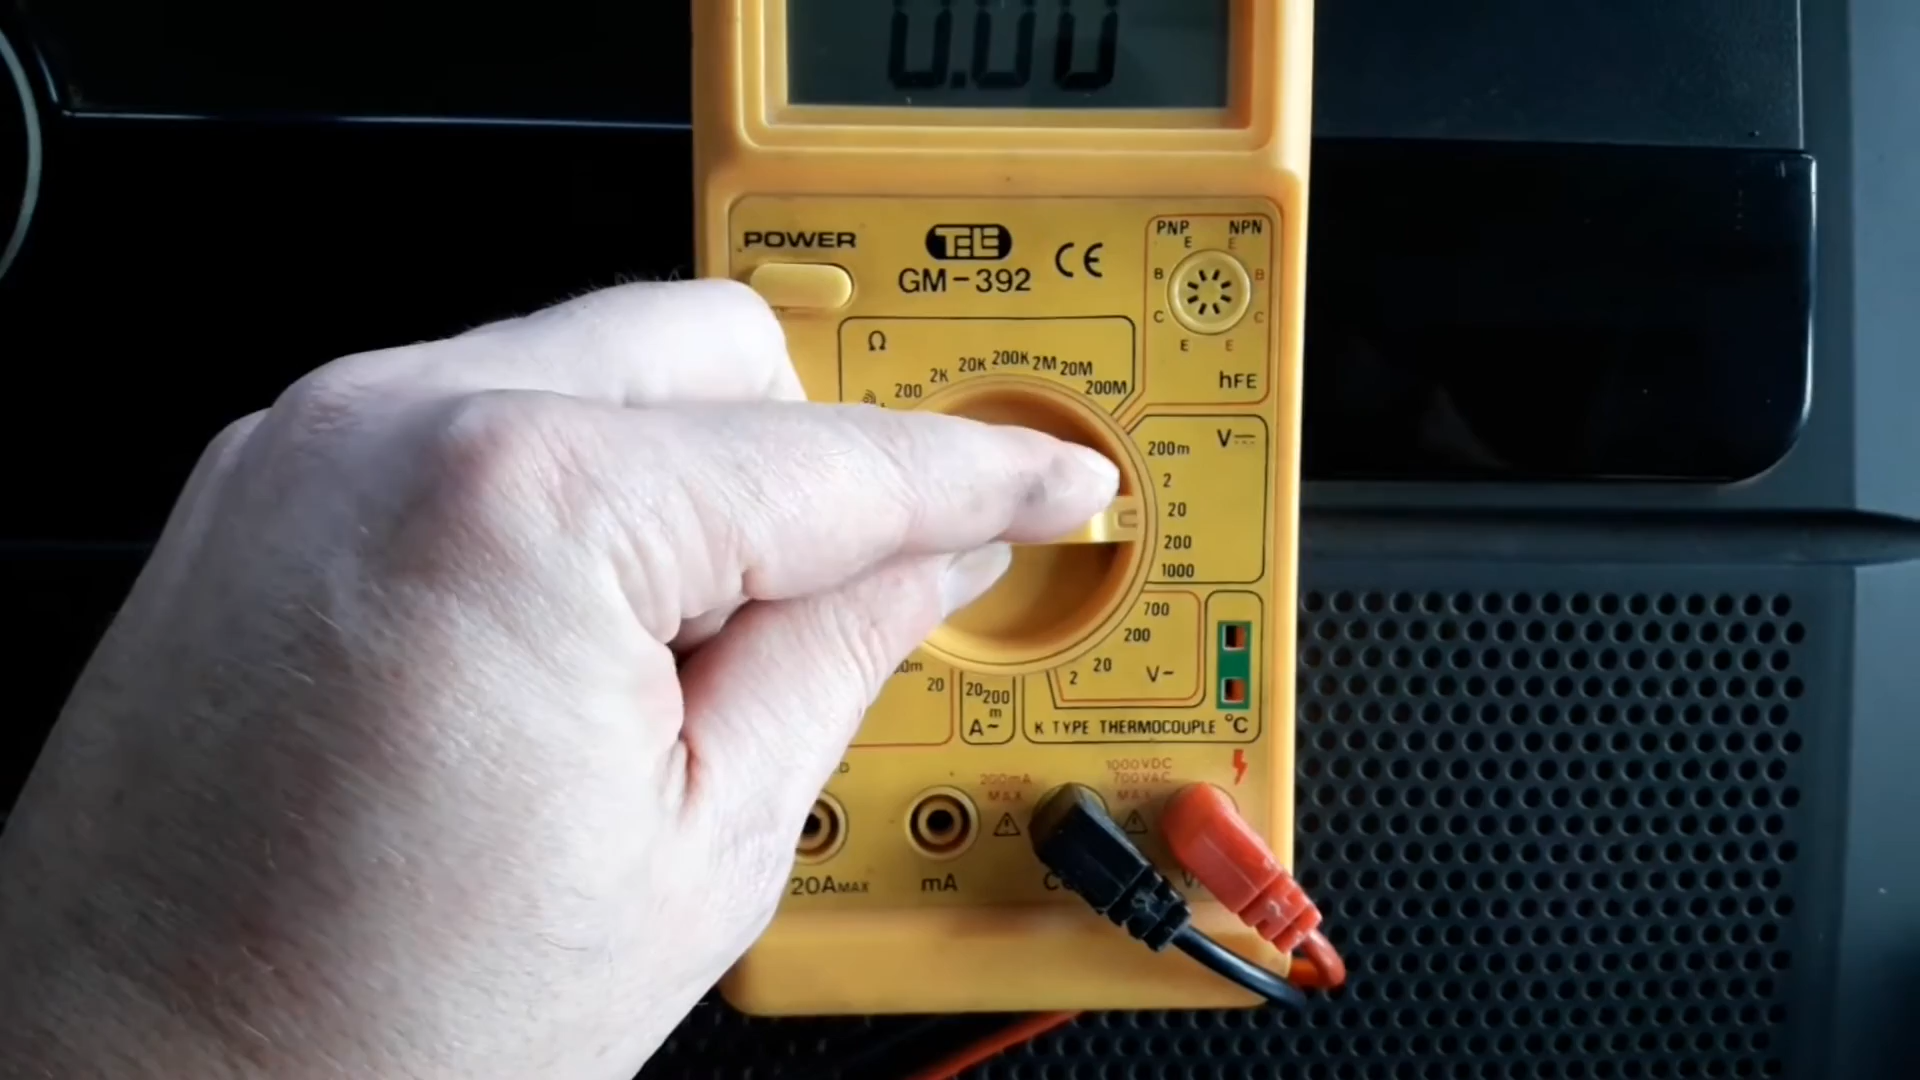 0.00
POWER
TBE
GM-392
CE
PNP NPN
E E
B B
C C
E E
hFE
Ω
200 2K 20K 200K 2M 20M 200M
200m V⎓
2
20
200
1000
700
200
20
2
V~
20
20
200
m
A~
K TYPE THERMOCOUPLE °C
200mA
MAX
1000VDC
700VAC
MAX
20AMAX mA